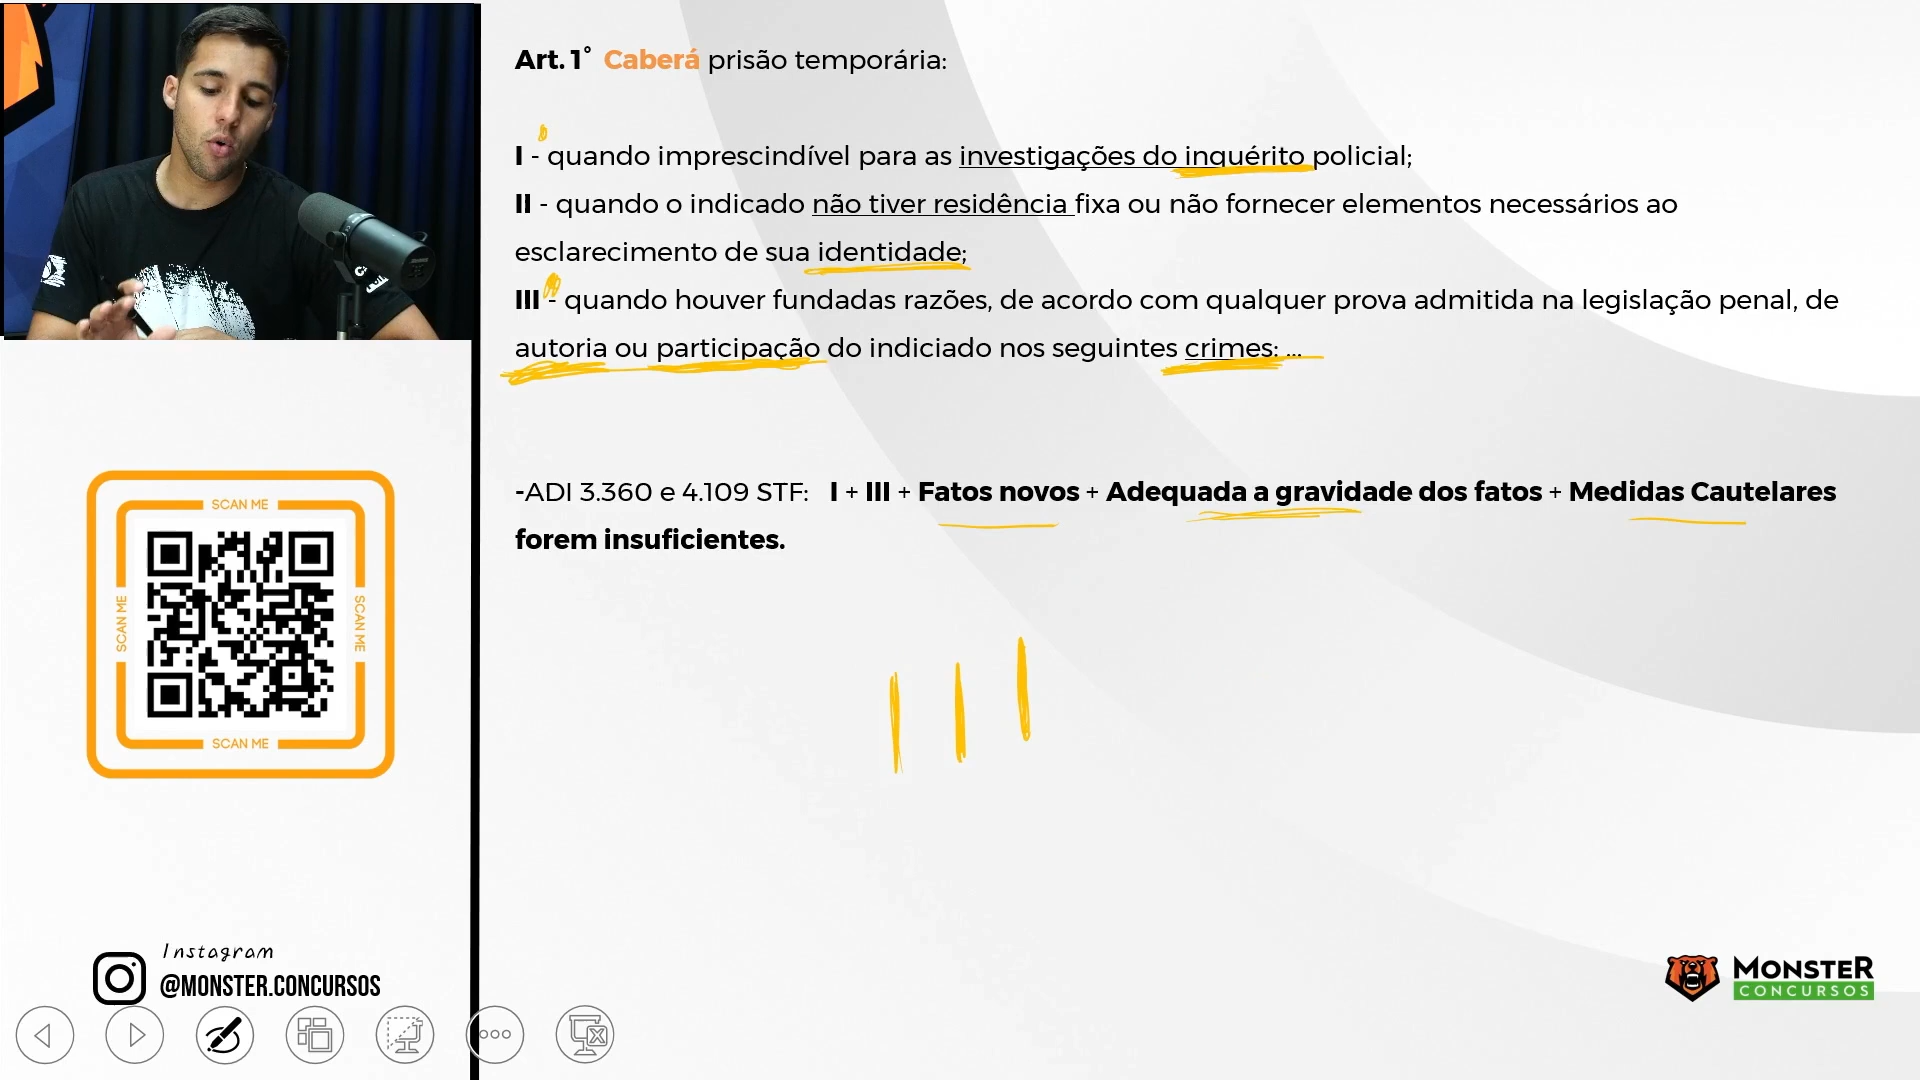 Art. 1° Caberá prisão temporária:
I - quando imprescindível para as investigações do inquérito policial;
II - quando o indicado não tiver residência fixa ou não fornecer elementos necessários ao
esclarecimento de sua identidade;
III - quando houver fundadas razões, de acordo com qualquer prova admitida na legislação penal, de
autoria ou participação do indiciado nos seguintes crimes: ...
-ADI 3.360 e 4.109 STF: I + III + Fatos novos + Adequada a gravidade dos fatos + Medidas Cautelares
forem insuficientes.
SCAN ME
SCAN ME
SCAN ME
SCAN ME
Instagram
@MONSTER.CONCURSOS
MONSTER
CONCURSOS